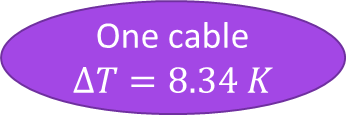 One cable
ΔT = 8.34 K